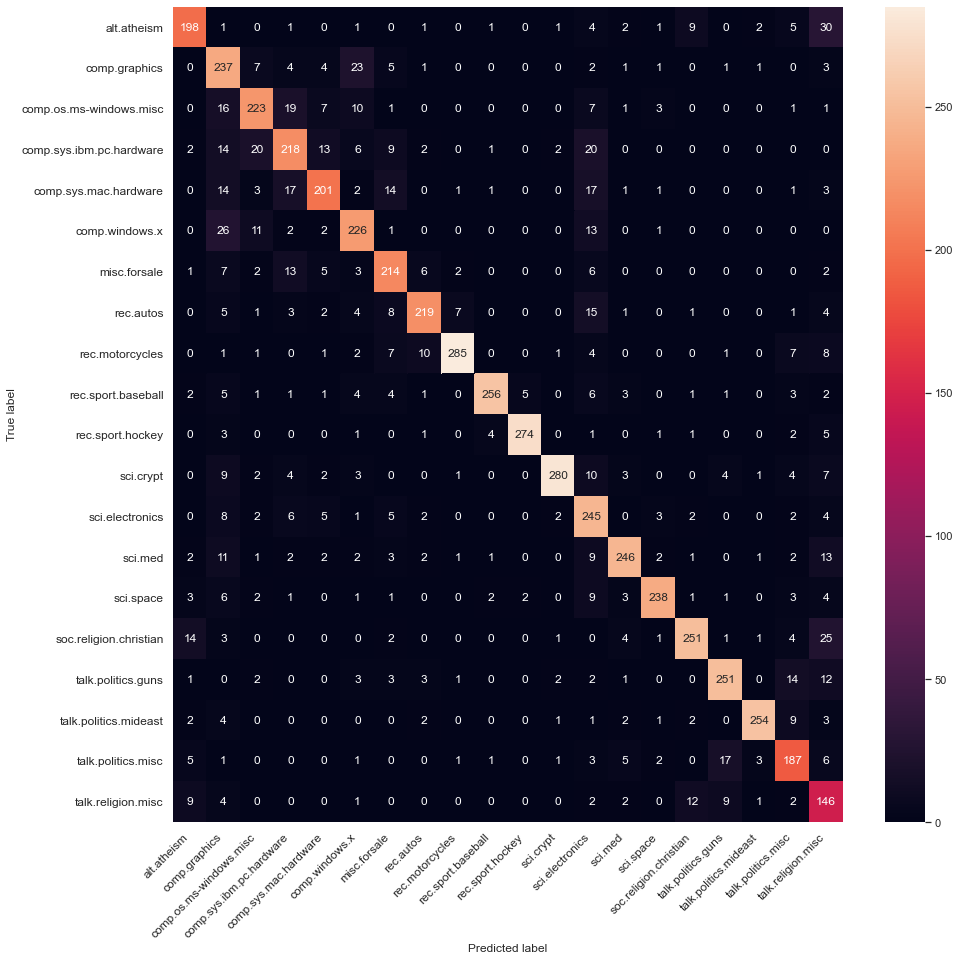 alt.atheism 198 1 0 1 0 1 0 1 0 1 0 1 4 2 1 9 0 2 5 30
comp.graphics 0 237 7 4 4 23 5 1 0 0 0 0 2 1 1 0 1 1 0 3
comp.os.ms-windows.misc 0 16 223 19 7 10 1 0 0 0 0 0 7 1 3 0 0 0 1 1
comp.sys.ibm.pc.hardware 2 14 20 218 13 6 9 2 0 1 0 2 20 0 0 0 0 0 0 0
comp.sys.mac.hardware 0 14 3 17 201 2 14 0 1 1 0 0 17 1 1 0 0 0 1 3
comp.windows.x 0 26 11 2 2 226 1 0 0 0 0 0 13 0 1 0 0 0 0 0
misc.forsale 1 7 2 13 5 3 214 6 2 0 0 0 6 0 0 0 0 0 0 2
rec.autos 0 5 1 3 2 4 8 219 7 0 0 0 15 1 0 1 0 0 1 4
rec.motorcycles 0 1 1 0 1 2 7 10 285 0 0 1 4 0 0 0 1 0 7 8
rec.sport.baseball 2 5 1 1 1 4 4 1 0 256 5 0 6 3 0 1 1 0 3 2
rec.sport.hockey 0 3 0 0 0 1 0 1 0 4 274 0 1 0 1 1 0 0 2 5
sci.crypt 0 9 2 4 2 3 0 0 1 0 0 280 10 3 0 0 4 1 4 7
sci.electronics 0 8 2 6 5 1 5 2 0 0 0 2 245 0 3 2 0 0 2 4
sci.med 2 11 1 2 2 2 3 2 1 1 0 0 9 246 2 1 0 1 2 13
sci.space 3 6 2 1 0 1 1 0 0 2 2 0 9 3 238 1 1 0 3 4
soc.religion.christian 14 3 0 0 0 0 2 0 0 0 0 1 0 4 1 251 1 1 4 25
talk.politics.guns 1 0 2 0 0 3 3 3 1 0 0 2 2 1 0 0 251 0 14 12
talk.politics.mideast 2 4 0 0 0 0 0 2 0 0 0 1 1 2 1 2 0 254 9 3
talk.politics.misc 5 1 0 0 0 1 0 0 1 1 0 1 3 5 2 0 17 3 187 6
talk.religion.misc 9 4 0 0 0 1 0 0 0 0 0 0 2 2 0 12 9 1 2 146
True label
alt.atheism
comp.graphics
comp.os.ms-windows.misc
comp.sys.ibm.pc.hardware
comp.sys.mac.hardware
comp.windows.x
misc.forsale
rec.autos
rec.motorcycles
rec.sport.baseball
rec.sport.hockey
sci.crypt
sci.electronics
sci.med
sci.space
soc.religion.christian
talk.politics.guns
talk.politics.mideast
talk.politics.misc
talk.religion.misc
Predicted label
250
200
150
100
50
0